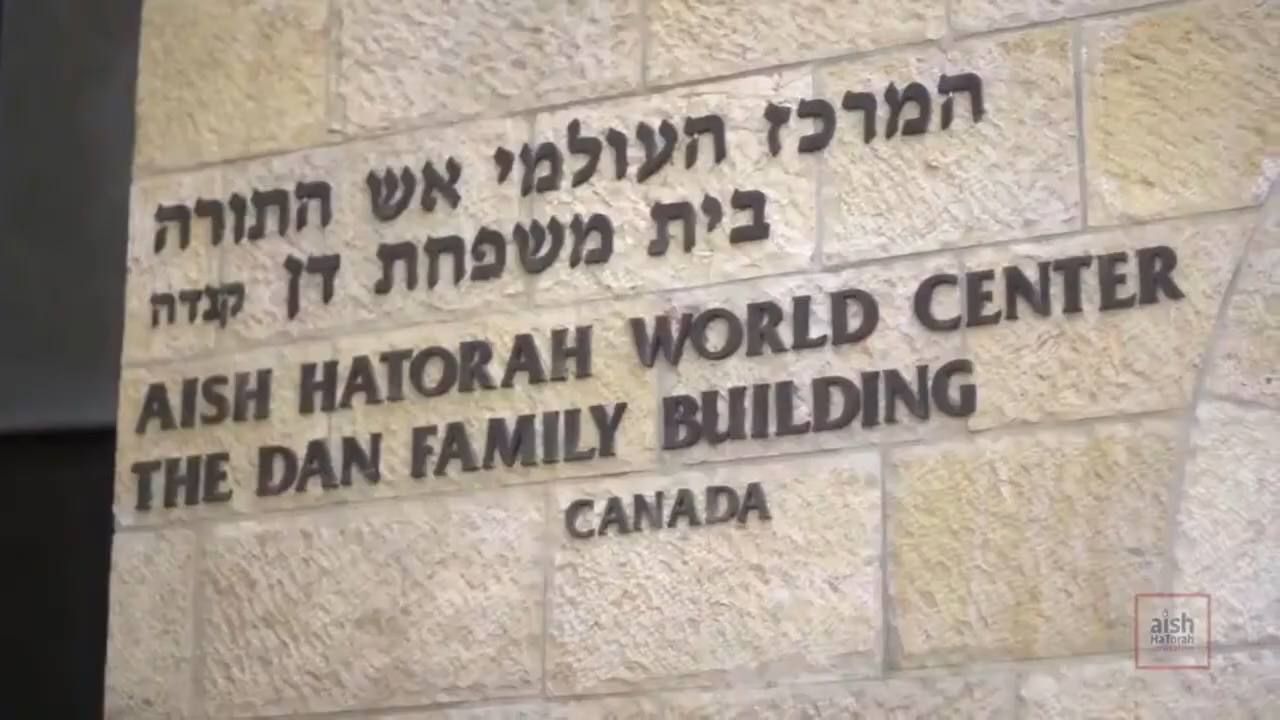 המרכז העולמי אש התורה
בית משפחת דן קנדה
AISH HATORAH WORLD CENTER
THE DAN FAMILY BUILDING
CANADA
aish
HaTorah